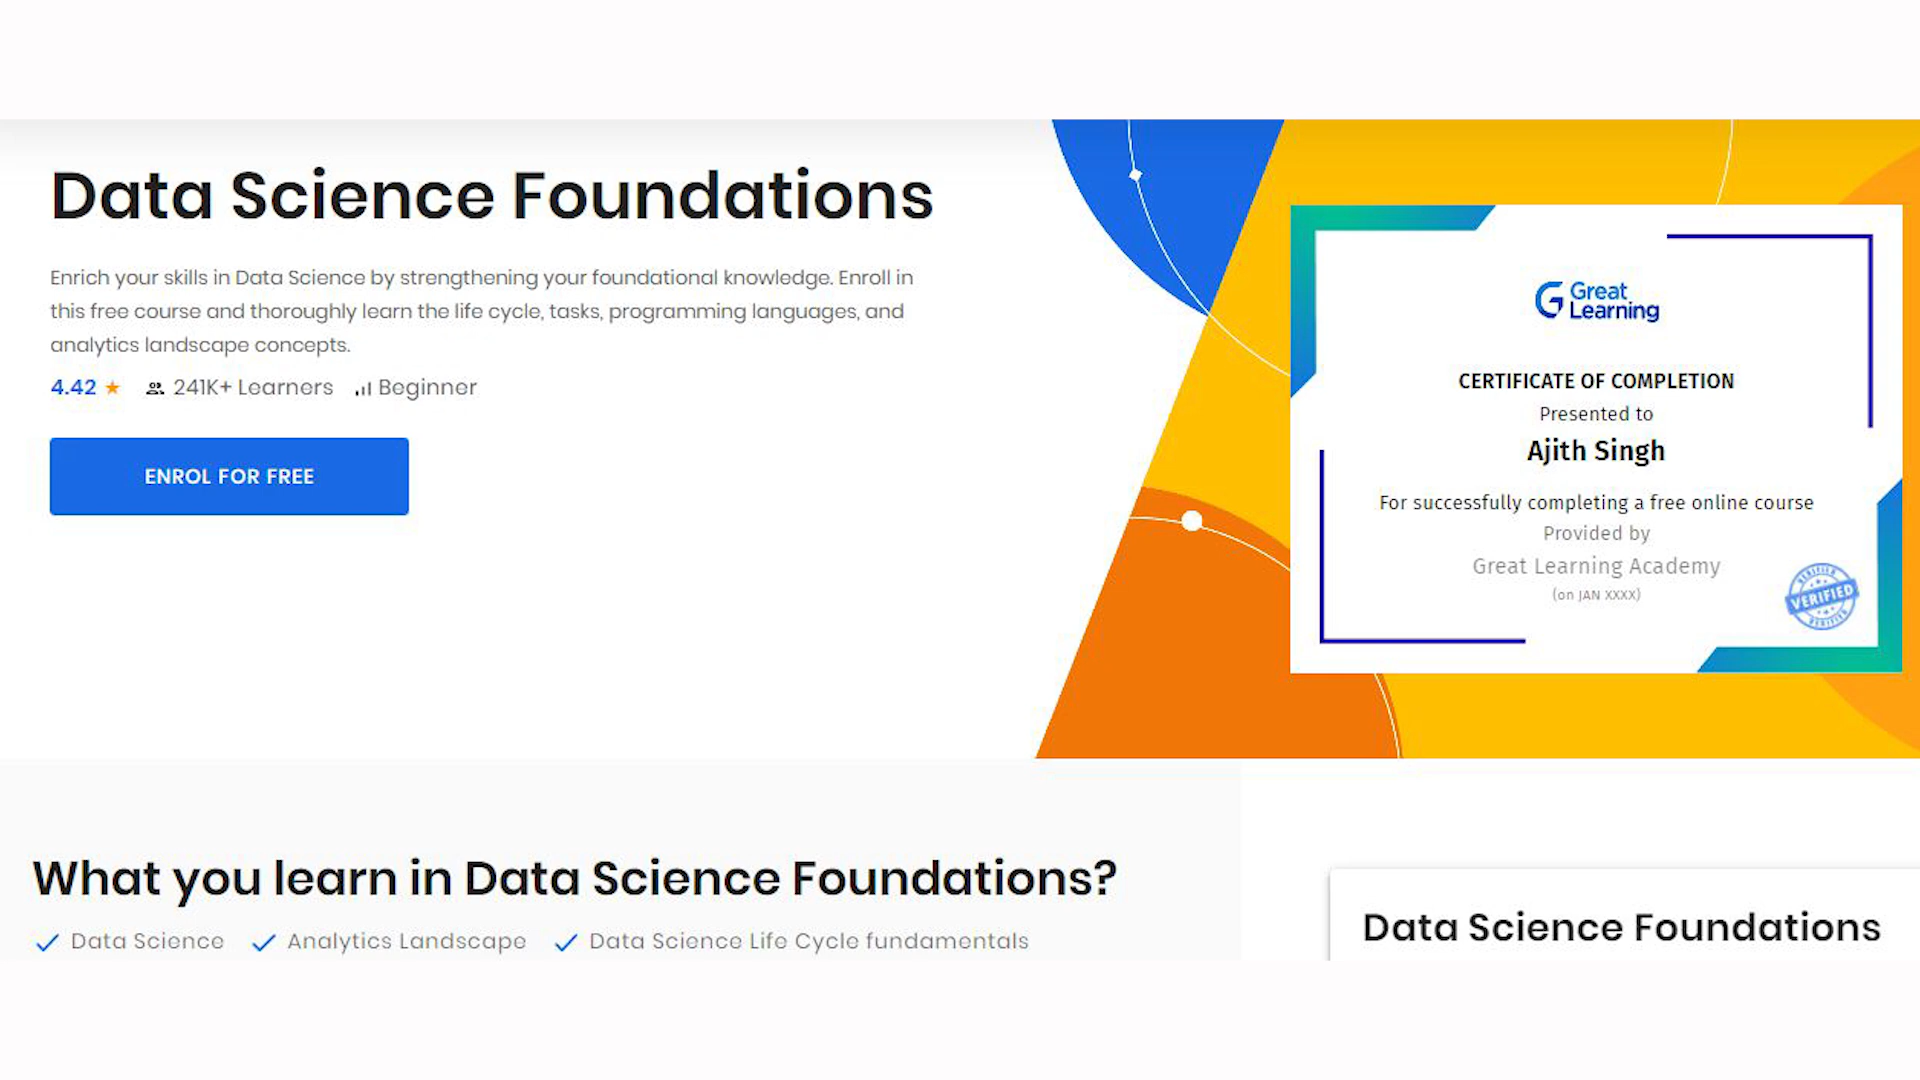 Data Science Foundations
Enrich your skills in Data Science by strengthening your foundational knowledge. Enroll in
this free course and thoroughly learn the life cycle, tasks, programming languages, and
analytics landscape concepts.
4.42 ★ 241K+ Learners Beginner
ENROL FOR FREE
Great
Learning
CERTIFICATE OF COMPLETION
Presented to
Ajith Singh
For successfully completing a free online course
Provided by
Great Learning Academy
(on JAN XXXX)
VERIFIED
VERIFIED
VERIFIED
What you learn in Data Science Foundations?
Data Science Analytics Landscape Data Science Life Cycle fundamentals
Data Science Foundations